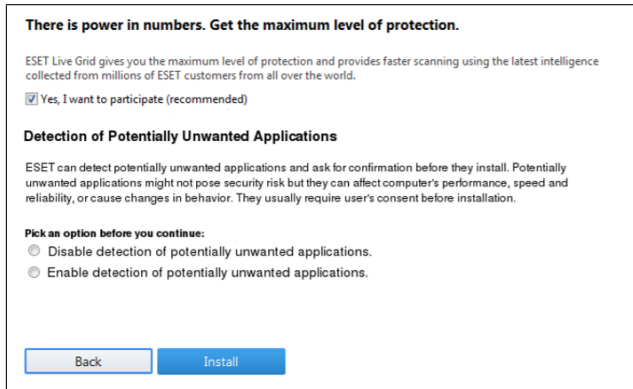 There is power in numbers. Get the maximum level of protection.
ESET Live Grid gives you the maximum level of protection and provides faster scanning using the latest intelligence
collected from millions of ESET customers from all over the world.
Yes, I want to participate (recommended)
Detection of Potentially Unwanted Applications
ESET can detect potentially unwanted applications and ask for confirmation before they install. Potentially
unwanted applications might not pose security risk but they can affect computer's performance, speed and
reliability, or cause changes in behavior. They usually require user's consent before installation.
Pick an option before you continue:
Disable detection of potentially unwanted applications.
Enable detection of potentially unwanted applications.
Back
Install